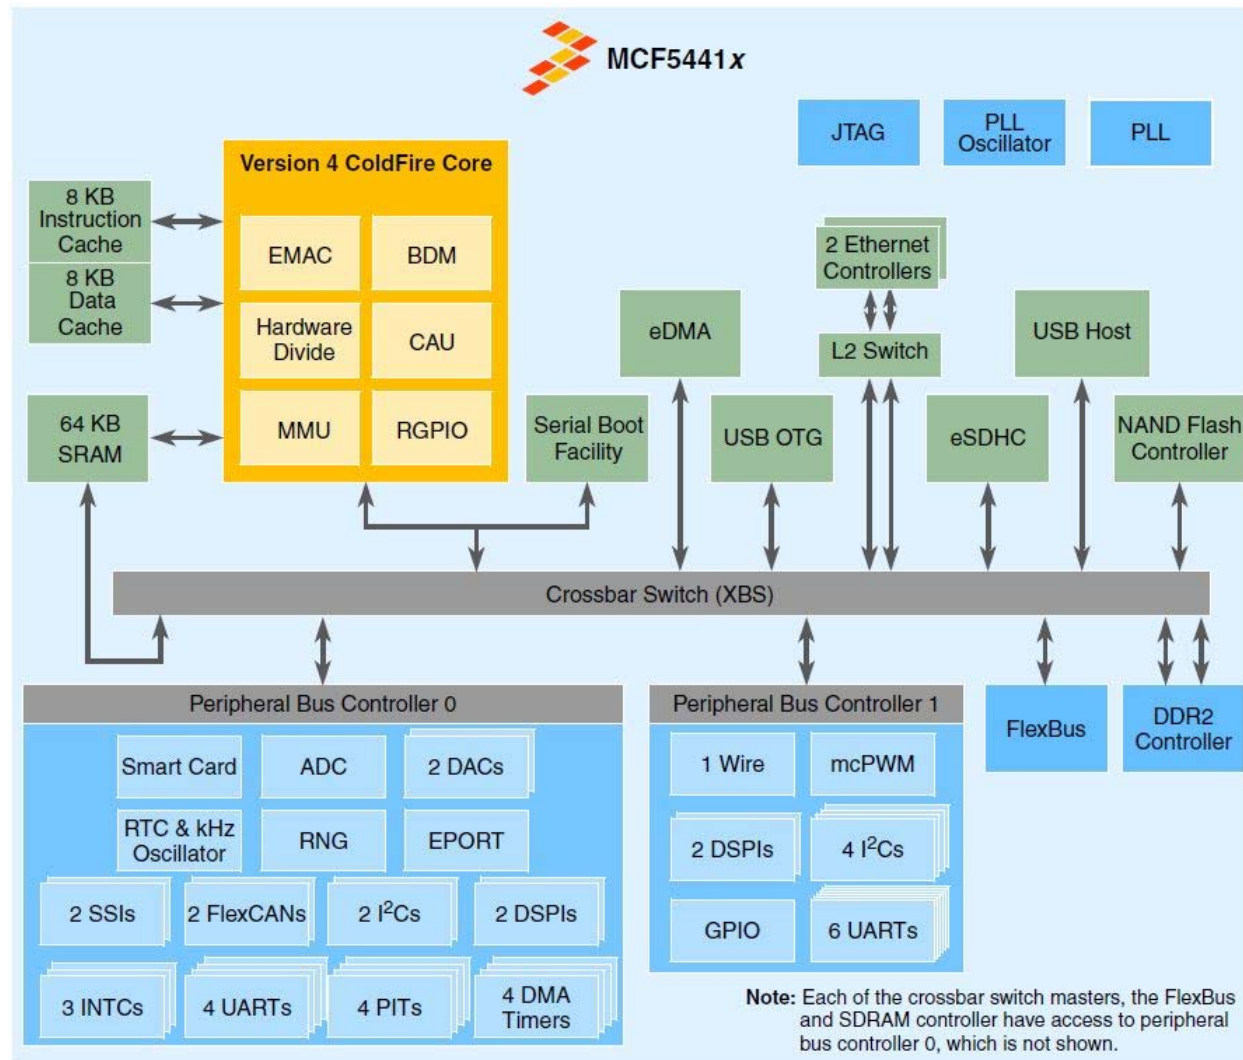 MCF5441x
JTAG
PLL
Oscillator
PLL
Version 4 ColdFire Core
8 KB
Instruction
Cache
8 KB
Data
Cache
64 KB
SRAM
EMAC
BDM
Hardware
Divide
CAU
MMU
RGPIO
Serial Boot
Facility
eDMA
USB OTG
2 Ethernet
Controllers
L2 Switch
eSDHC
USB Host
NAND Flash
Controller
Crossbar Switch (XBS)
Peripheral Bus Controller 0
Smart Card
ADC
2 DACs
RTC & kHz
Oscillator
RNG
EPORT
2 SSIs
2 FlexCANs
2 I²Cs
2 DSPIs
3 INTCs
4 UARTs
4 PITs
4 DMA
Timers
Peripheral Bus Controller 1
1 Wire
mcPWM
2 DSPIs
4 I²Cs
GPIO
6 UARTs
FlexBus
DDR2
Controller
Note: Each of the crossbar switch masters, the FlexBus
and SDRAM controller have access to peripheral
bus controller 0, which is not shown.